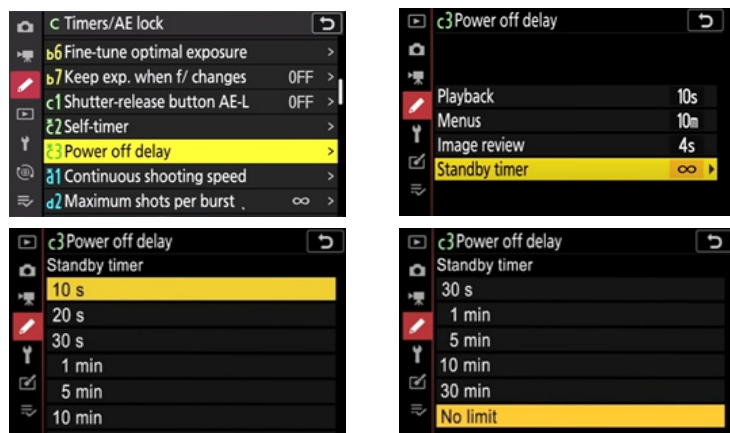 C Timers/AE lock
b6 Fine-tune optimal exposure >
b7 Keep exp. when f/ changes OFF >
c1 Shutter-release button AE-L OFF >
c2 Self-timer >
c3 Power off delay >
d1 Continuous shooting speed >
d2 Maximum shots per burst ∞ >
c3 Power off delay
Playback 10s
Menus 10m
Image review 4s
Standby timer ∞
c3 Power off delay
Standby timer
10 s
20 s
30 s
1 min
5 min
10 min
c3 Power off delay
Standby timer
30 s
1 min
5 min
10 min
30 min
No limit